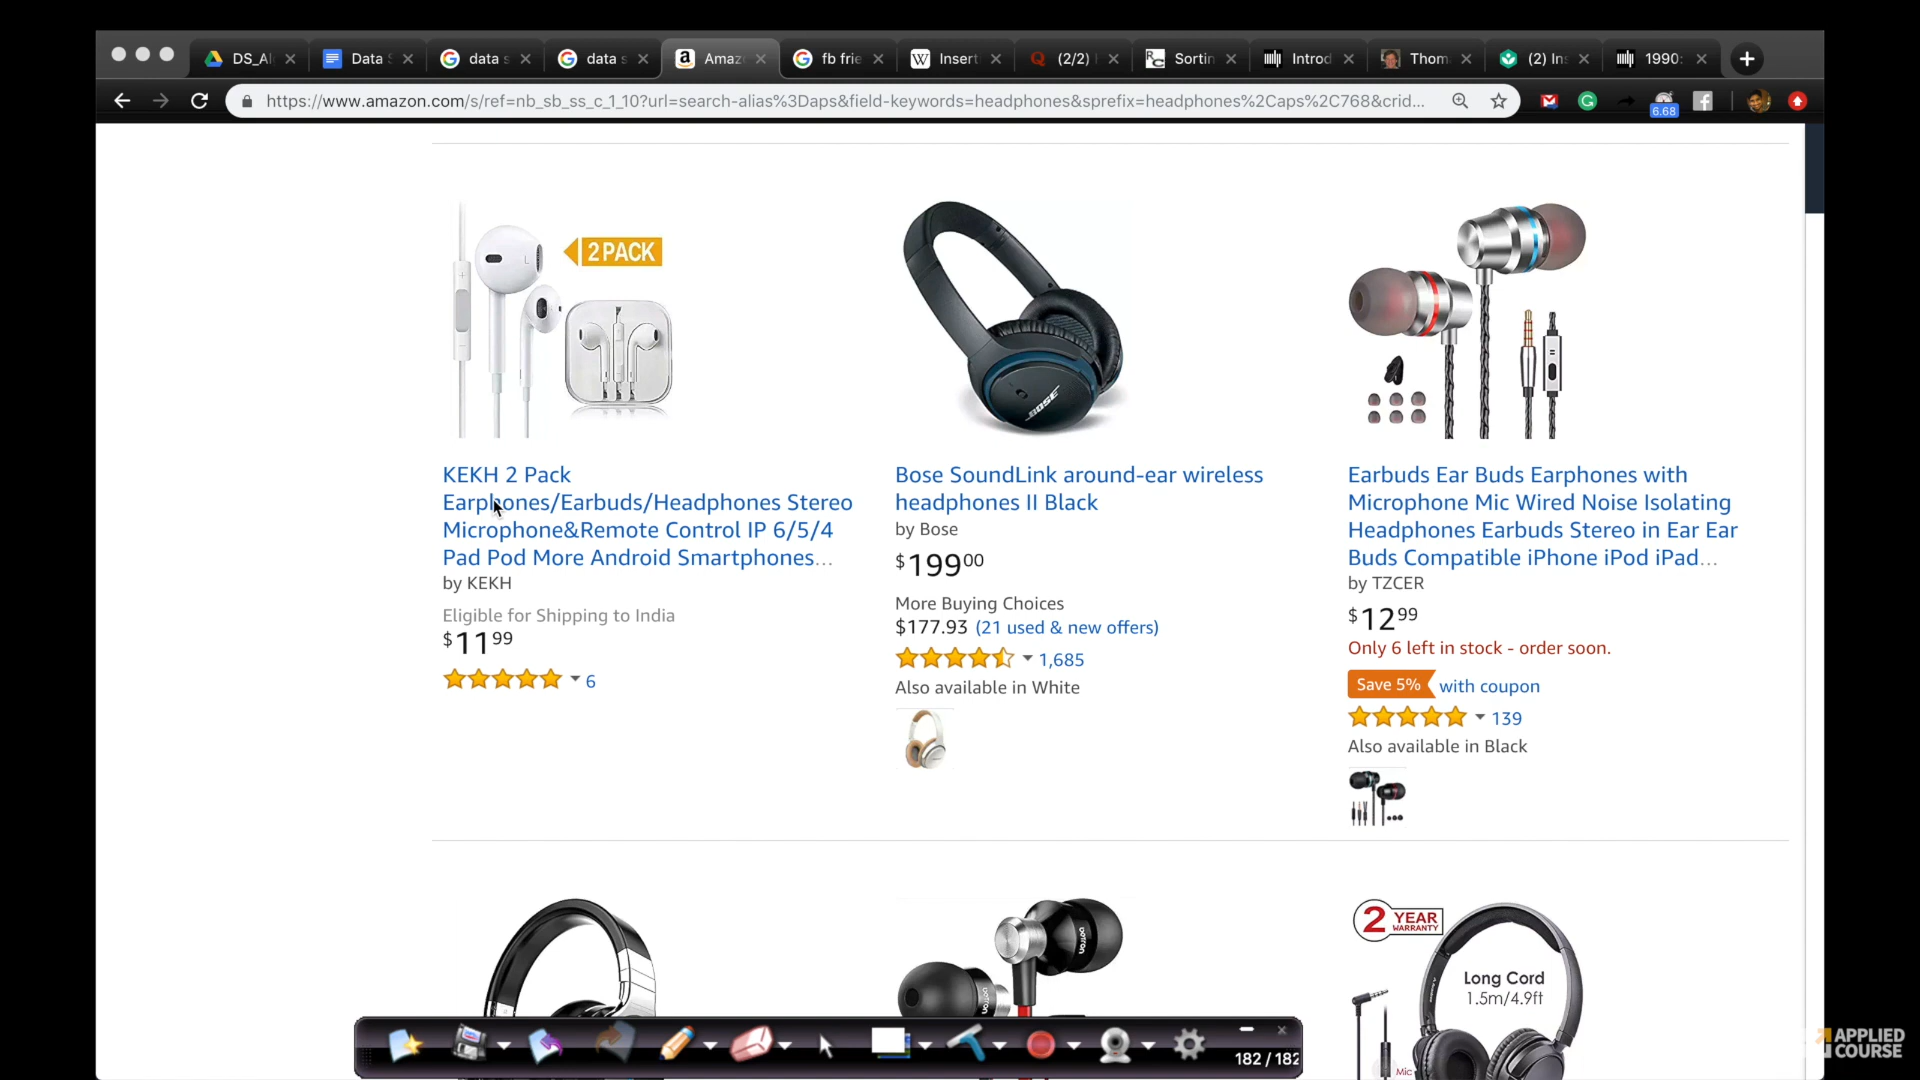 DS_Al
Data S
data s
data s
Amaz
fb frie
Insert
(2/2)
Sortin
Introd
Thom
(2) Ins
1990:
https://www.amazon.com/s/ref=nb_sb_ss_c_1_10?url=search-alias%3Daps&field-keywords=headphones&sprefix=headphones%2Caps%2C768&crid...
6.68
2 PACK
L
BOSE
KEKH 2 Pack
Earphones/Earbuds/Headphones Stereo
Microphone&Remote Control IP 6/5/4
Pad Pod More Android Smartphones...
by KEKH
Eligible for Shipping to India
$11 99
6
Bose SoundLink around-ear wireless
headphones II Black
by Bose
$199 00
More Buying Choices
$177.93 (21 used & new offers)
1,685
Also available in White
Earbuds Ear Buds Earphones with
Microphone Mic Wired Noise Isolating
Headphones Earbuds Stereo in Ear Ear
Buds Compatible iPhone iPod iPad...
by TZCER
$12 99
Only 6 left in stock - order soon.
Save 5% with coupon
139
Also available in Black
2 YEAR
WARRANTY
Long Cord
1.5m/4.9ft
Mic
182 / 182
APPLIED
COURSE